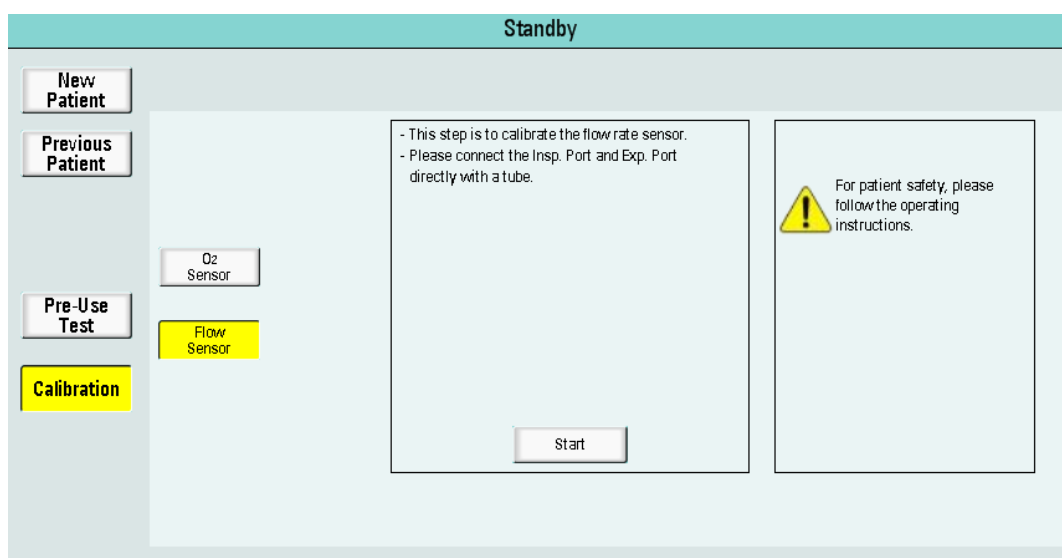 Standby
New
Patient
Previous
Patient
Pre-Use
Test
Calibration
O2
Sensor
Flow
Sensor
- This step is to calibrate the flow rate sensor.
- Please connect the Insp. Port and Exp. Port
directly with a tube.
Start
For patient safety, please
follow the operating
instructions.